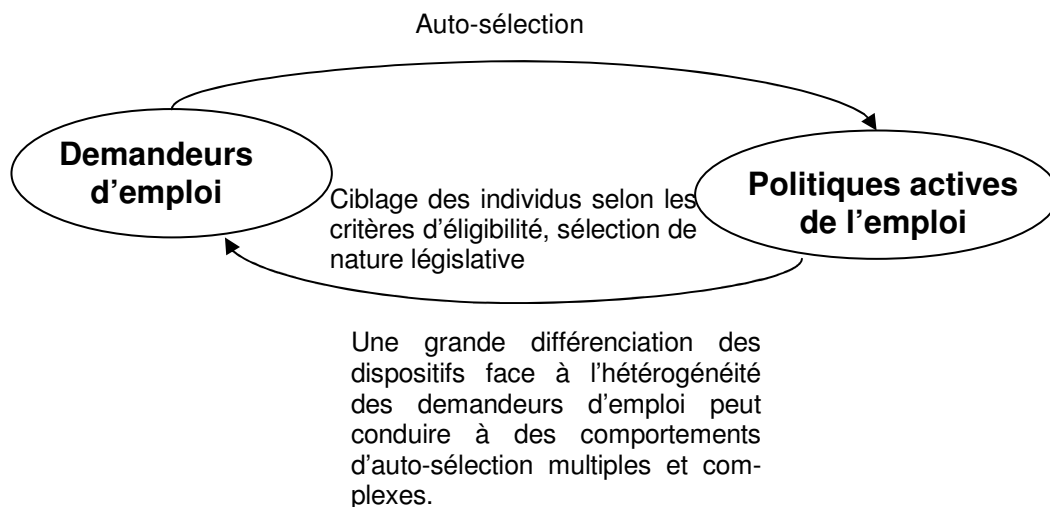 Auto-sélection
Demandeurs
d’emploi
Politiques actives
de l’emploi
Ciblage des individus selon les
critères d’éligibilité, sélection de
nature législative
Une grande différenciation des
dispositifs face à l’hétérogénéité
des demandeurs d’emploi peut
conduire à des comportements
d’auto-sélection multiples et com-
plexes.